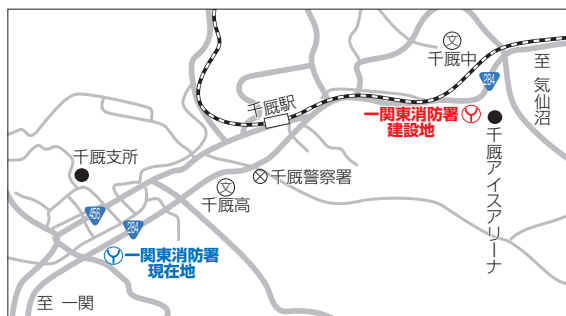 千厩中
284
至 気仙沼
千厩駅
一関東消防署
建設地
千厩アイスアリーナ
千厩支所
千厩警察署
千厩高
456
284
一関東消防署
現在地
至 一関
文
文